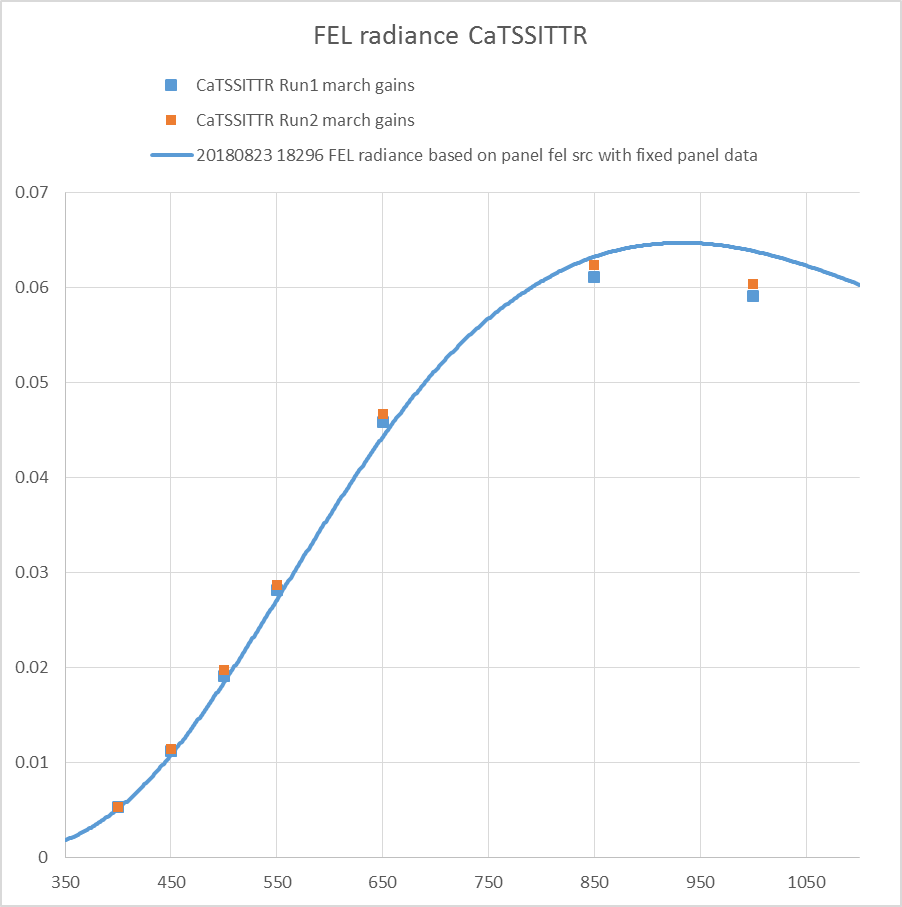 FEL radiance CaTSSITTR
CaTSSITTR Run1 march gains
CaTSSITTR Run2 march gains
20180823 18296 FEL radiance based on panel fel src with fixed panel data
0.07
0.06
0.05
0.04
0.03
0.02
0.01
0
350 450 550 650 750 850 950 1050